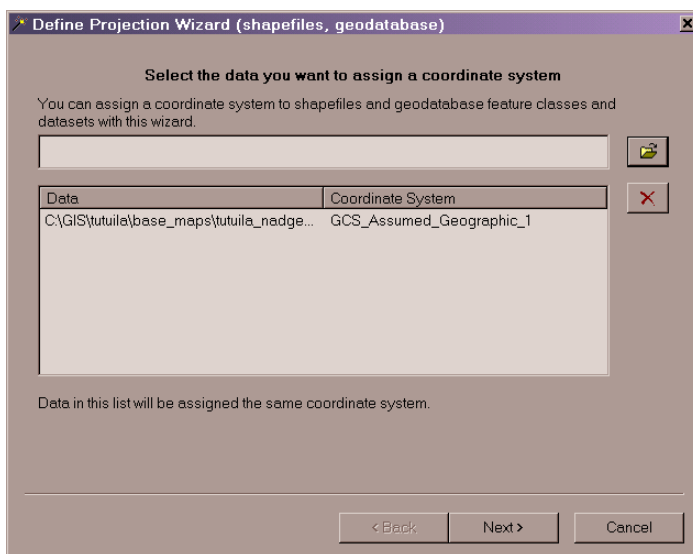 Define Projection Wizard (shapefiles, geodatabase)
Select the data you want to assign a coordinate system
You can assign a coordinate system to shapefiles and geodatabase feature classes and
datasets with this wizard.
Data Coordinate System
C:\GIS\tutuila\base_maps\tutuila_nadge... GCS_Assumed_Geographic_1
Data in this list will be assigned the same coordinate system.
< Back Next > Cancel